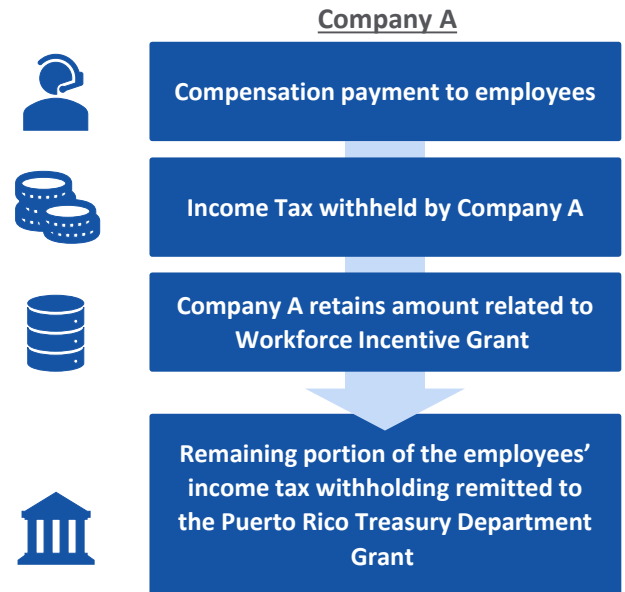 Company A
Compensation payment to employees
Income Tax withheld by Company A
Company A retains amount related to
Workforce Incentive Grant
Remaining portion of the employees’
income tax withholding remitted to
the Puerto Rico Treasury Department
Grant